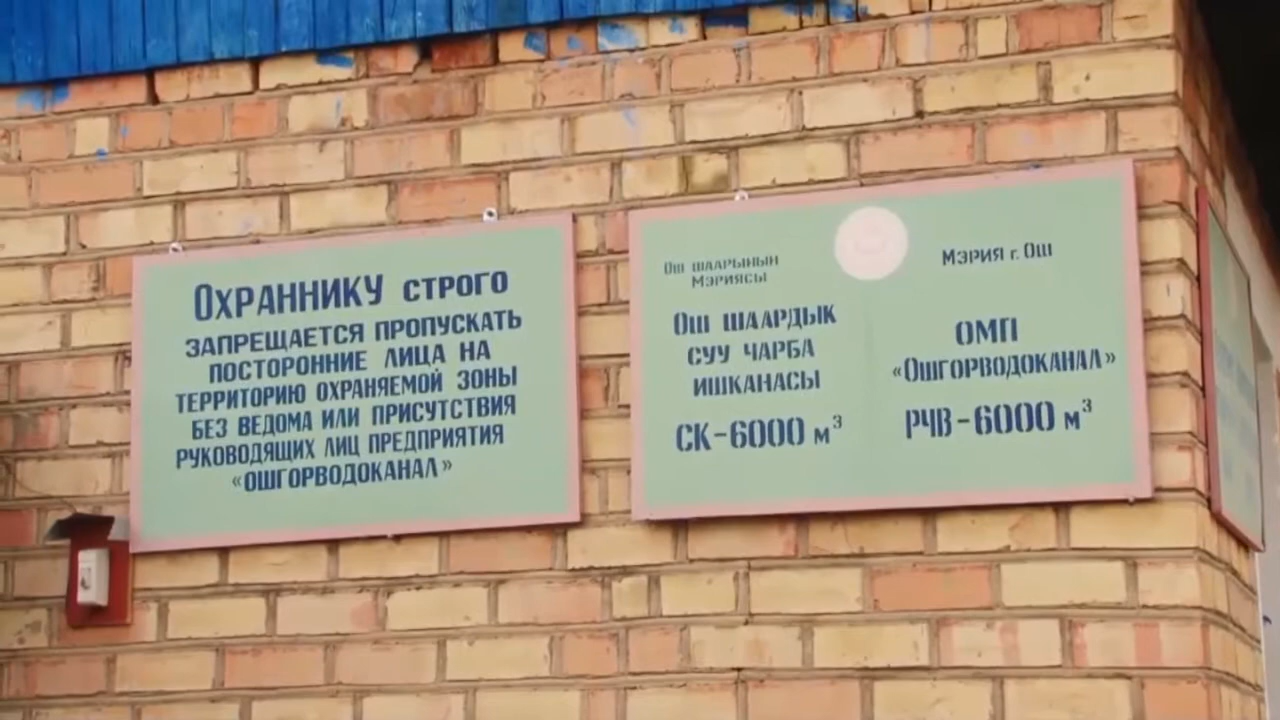 Охраннику строго
запрещается пропускать
посторонние лица на
территорию охраняемой зоны
без ведома или присутствия
руководящих лиц предприятия
«Ошгорводоканал»
Ош шаарынын
Мэриясы
Ош шаардык
суу чарба
ишканасы
СК-6000 м³
Мэрия г. Ош
ОМП
«Ошгорводоканал»
РЧВ-6000 м³